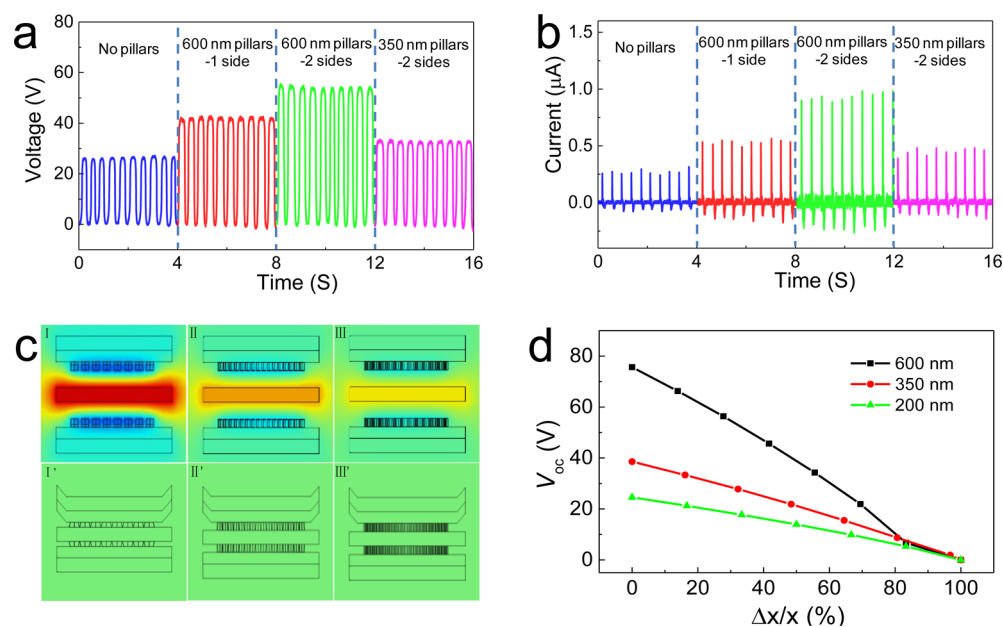 a
80
60
40
20
0
Voltage (V)
No pillars
600 nm pillars
-1 side
600 nm pillars
-2 sides
350 nm pillars
-2 sides
0 4 8 12 16
Time (S)
b
1.5
1.0
0.5
0.0
Current (μA)
No pillars
600 nm pillars
-1 side
600 nm pillars
-2 sides
350 nm pillars
-2 sides
0 4 8 12 16
Time (S)
c
I II III
I' II' III'
d
80
60
40
20
0
Voc (V)
600 nm
350 nm
200 nm
0 20 40 60 80 100
Δx/x (%)